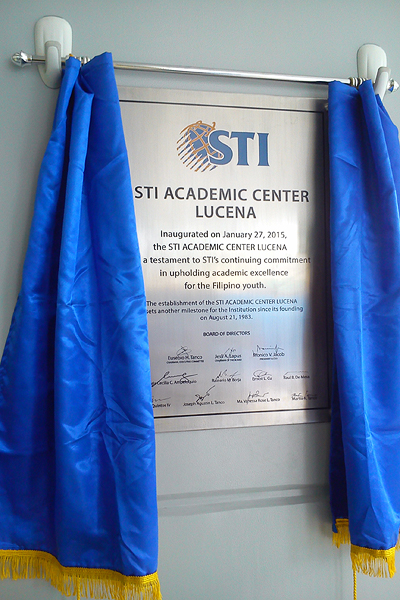 STI
STI ACADEMIC CENTER
LUCENA
Inaugurated on January 27, 2015,
the STI ACADEMIC CENTER LUCENA
a testament to STI's continuing commitment
in upholding academic excellence
for the Filipino youth.
The establishment of the STI ACADEMIC CENTER LUCENA
sets another milestone for the Institution since its founding
on August 21, 1983.
BOARD OF DIRECTORS
Eusebio H. Tanco Jesli A. Lapus Monico V. Jacob
Raul B. De Mesa
Joseph Augustin L. Tanco Ma. Vanessa Rose L. Tanco